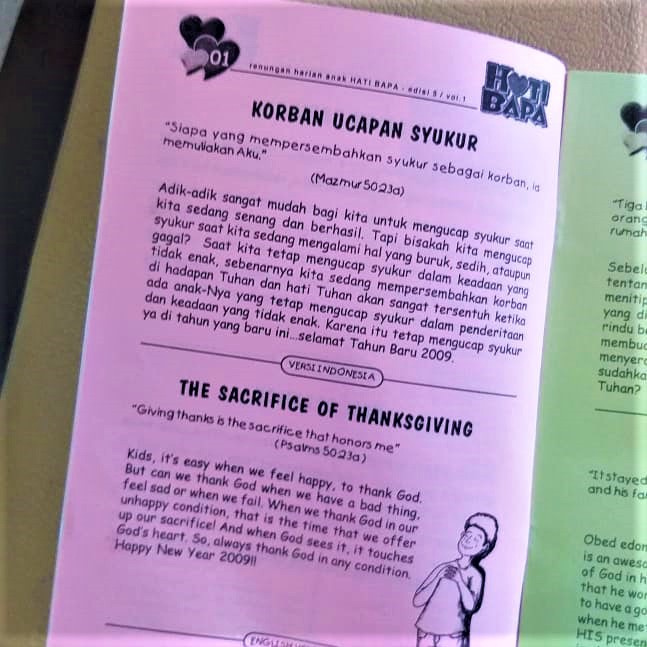 01
renungan harian anak HATI BAPA - edisi 5 / vol.1
HATI
BAPA
KORBAN UCAPAN SYUKUR
"Siapa yang mempersembahkan syukur sebagai korban, ia
memuliakan Aku."
(Mazmur 50:23a)
Adik-adik sangat mudah bagi kita untuk mengucap syukur saat
kita sedang senang dan berhasil. Tapi bisakah kita mengucap
syukur saat kita sedang mengalami hal yang buruk, sedih, ataupun
gagal? Saat kita tetap mengucap syukur dalam keadaan yang
tidak enak, sebenarnya kita sedang mempersembahkan korban
di hadapan Tuhan dan hati Tuhan akan sangat tersentuh ketika
ada anak-Nya yang tetap mengucap syukur dalam penderitaan
dan keadaan yang tidak enak. Karena itu tetap mengucap syukur
ya di tahun yang baru ini...selamat Tahun Baru 2009.
VERSI INDONESIA
THE SACRIFICE OF THANKSGIVING
"Giving thanks is the sacrifice that honors me"
(Psalms 50:23a)
Kids, it's easy when we feel happy, to thank God.
But can we thank God when we have a bad thing,
feel sad or when we fail. When we thank God in our
unhappy condition, that is the time that we offer
up our sacrifice! And when God sees it, it touches
God's heart. So, always thank God in any condition.
Happy New Year 2009!!
ENGLISH
"Tiga
orang
rumah
Sebel
tentan
menitip
yang di
rindu b
membu
menyer
sudahka
Tuhan?
"It stayed
and his fa
Obed edom
is an aweso
of God in h
that he wor
to have a go
when he me
HIS presen